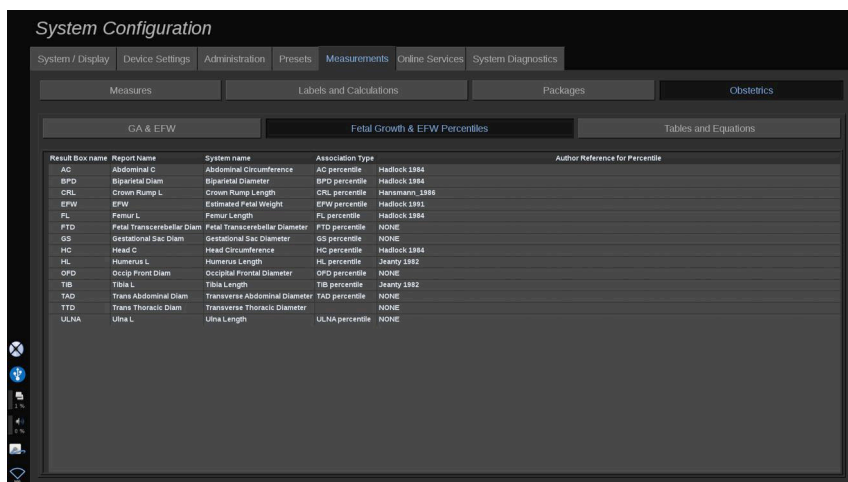 System Configuration
System / Display Device Settings Administration Presets Measurements Online Services System Diagnostics
Measures Labels and Calculations Packages Obstetrics
GA & EFW Fetal Growth & EFW Percentiles Tables and Equations
Result Box name Report Name System name Association Type Author Reference for Percentile
AC Abdominal C Abdominal Circumference AC percentile Hadlock 1984
BPD Biparietal Diam Biparietal Diameter BPD percentile Hadlock 1984
CRL Crown Rump L Crown Rump Length CRL percentile Hansmann_1986
EFW EFW Estimated Fetal Weight EFW percentile Hadlock 1991
FL Femur L Femur Length FL percentile Hadlock 1984
FTD Fetal Transcerebellar Diam Fetal Transcerebellar Diameter FTD percentile NONE
GS Gestational Sac Diam Gestational Sac Diameter GS percentile NONE
HC Head C Head Circumference HC percentile Hadlock 1984
HL Humerus L Humerus Length HL percentile Jeanty 1982
OFD Occip Front Diam Occipital Frontal Diameter OFD percentile NONE
TIB Tibia L Tibia Length TIB percentile Jeanty 1982
TAD Trans Abdominal Diam Transverse Abdominal Diameter TAD percentile NONE
TTD Trans Thoracic Diam Transverse Thoracic Diameter NONE
ULNA Ulna L Ulna Length ULNA percentile NONE
1 %
0 %